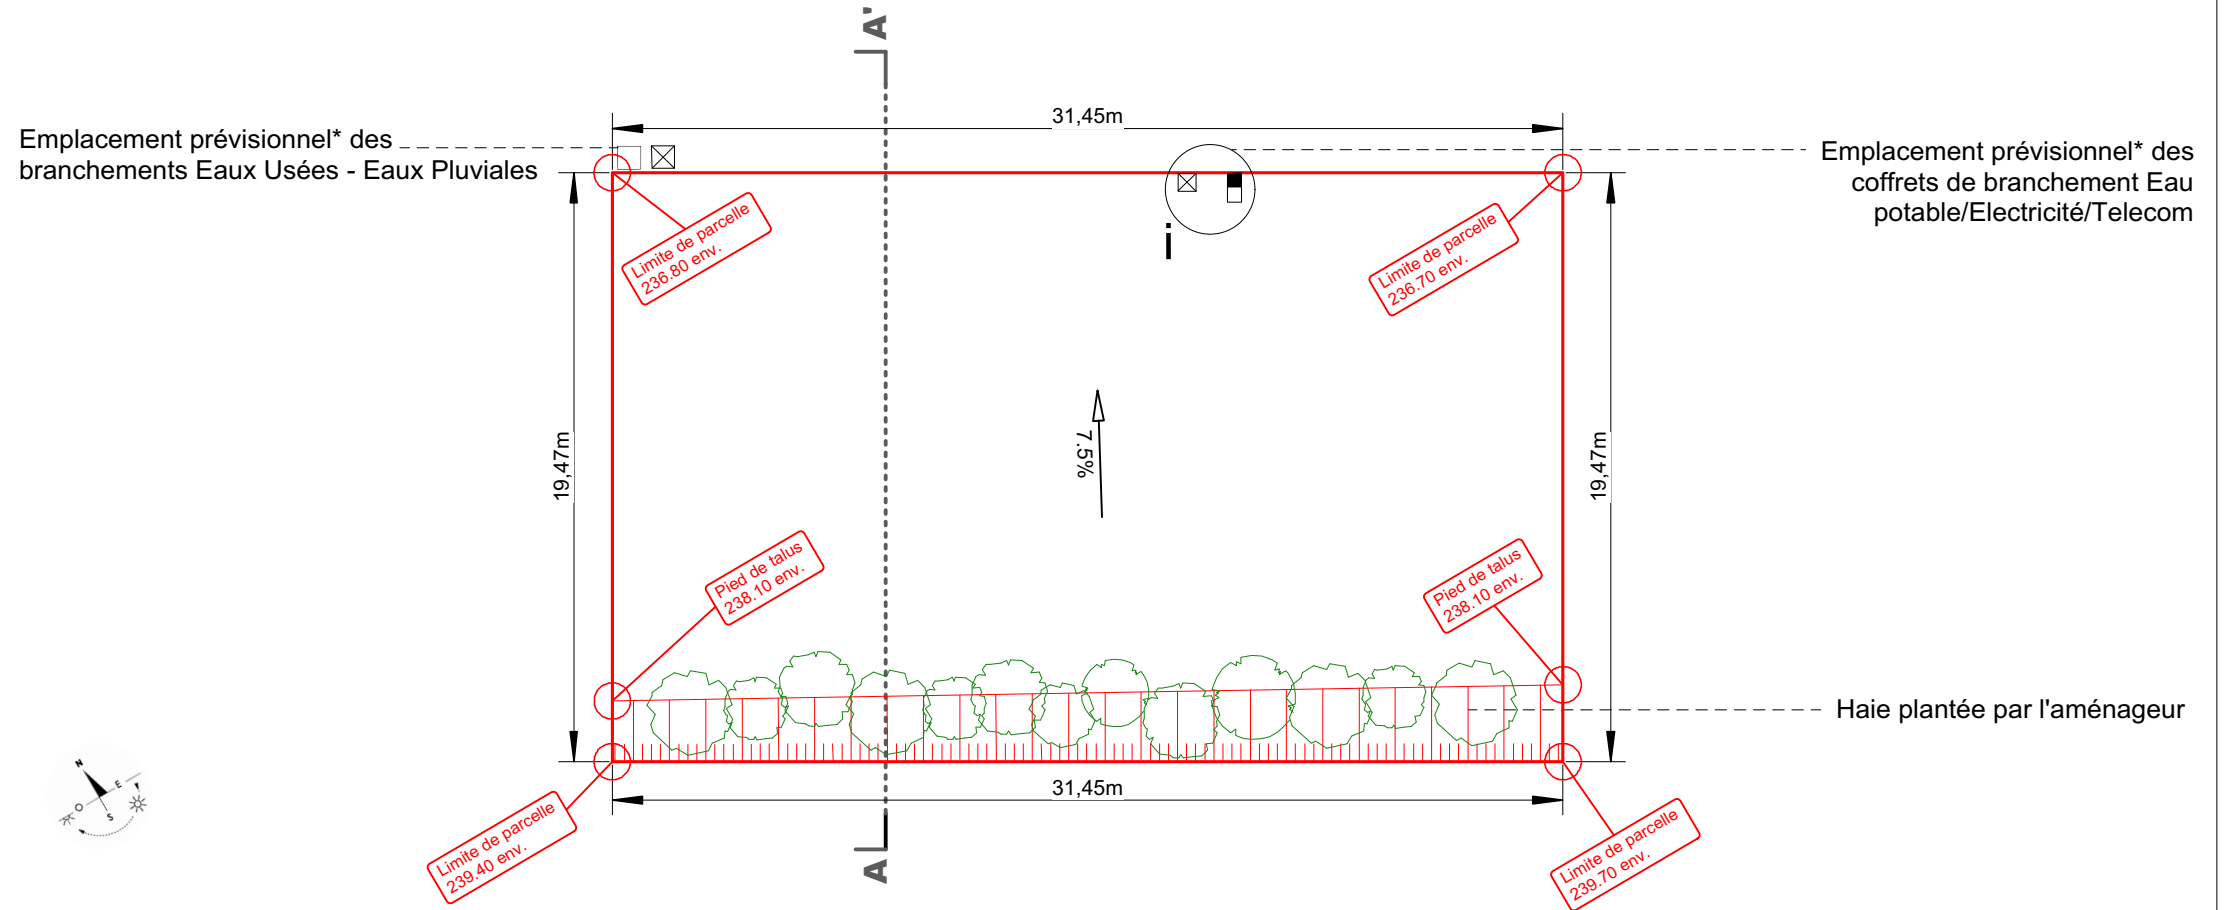 A'
31,45m
Emplacement prévisionnel* des
branchements Eaux Usées - Eaux Pluviales
Emplacement prévisionnel* des
coffrets de branchement Eau
potable/Electricité/Telecom
Limite de parcelle
236.80 env.
i
Limite de parcelle
236.70 env.
19,47m
7.5%
19,47m
Pied de talus
238.10 env.
Pied de talus
238.10 env.
Haie plantée par l'aménageur
N
E
O
S
31,45m
Limite de parcelle
239.40 env.
A
Limite de parcelle
239.70 env.